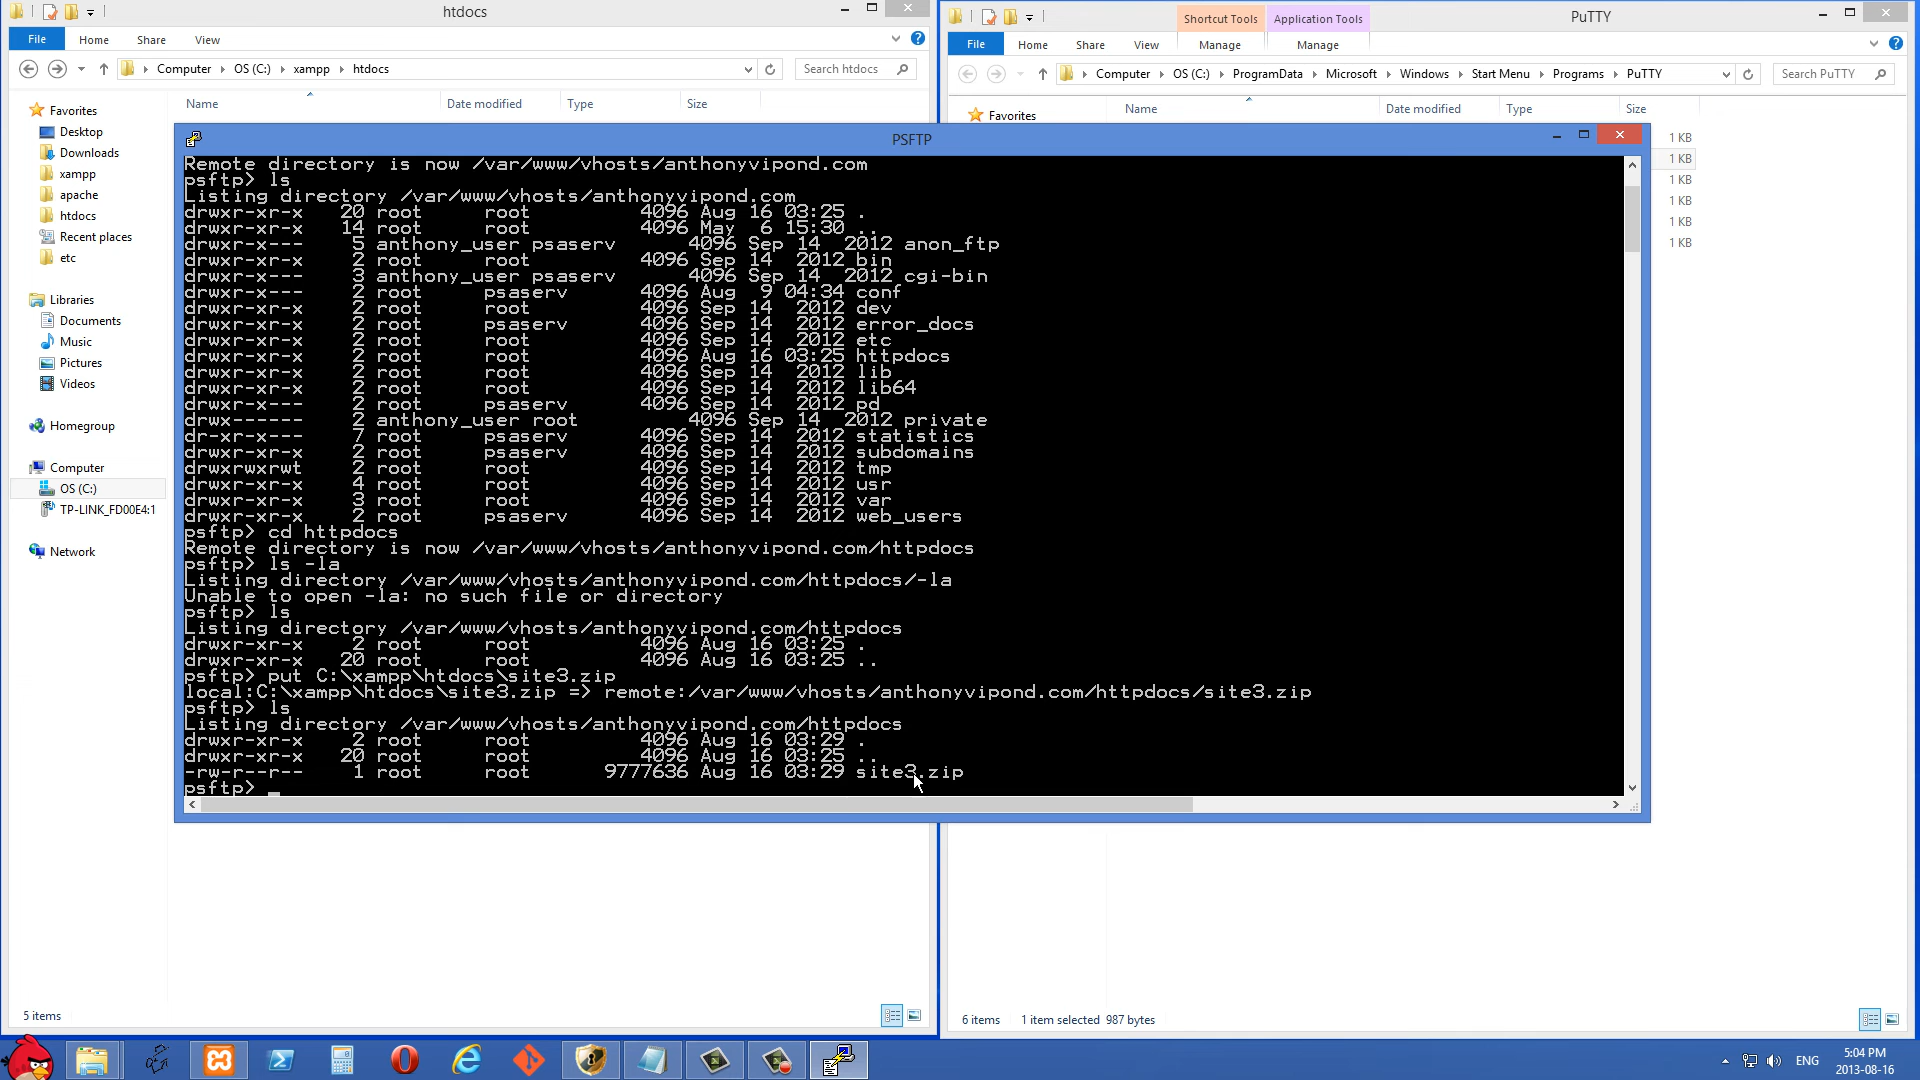 htdocs
File Home Share View
Computer OS (C:) xampp htdocs
Search htdocs
Name Date modified Type Size
Favorites
Desktop
Downloads
xampp
apache
htdocs
Recent places
etc
Libraries
Documents
Music
Pictures
Videos
Homegroup
Computer
OS (C:)
TP-LINK_FD00E4:1
Network
5 items
Shortcut Tools Application Tools PuTTY
File Home Share View Manage Manage
Computer OS (C:) ProgramData Microsoft Windows Start Menu Programs PuTTY
Search PuTTY
Name Date modified Type Size
Favorites
1 KB
1 KB
1 KB
1 KB
1 KB
1 KB
6 items 1 item selected 987 bytes
PSFTP
Remote directory is now /var/www/vhosts/anthonyvipond.com
psftp> ls
Listing directory /var/www/vhosts/anthonyvipond.com
drwxr-xr-x 20 root root 4096 Aug 16 03:25 .
drwxr-xr-x 14 root root 4096 May 6 15:30 ..
drwxr-x--- 5 anthony_user psaserv 4096 Sep 14 2012 anon_ftp
drwxr-xr-x 2 root root 4096 Sep 14 2012 bin
drwxr-x--- 3 anthony_user psaserv 4096 Sep 14 2012 cgi-bin
drwxr-x--- 2 root psaserv 4096 Aug 9 04:34 conf
drwxr-xr-x 2 root root 4096 Sep 14 2012 dev
drwxr-xr-x 2 root psaserv 4096 Sep 14 2012 error_docs
drwxr-xr-x 2 root root 4096 Sep 14 2012 etc
drwxr-xr-x 2 root root 4096 Aug 16 03:25 httpdocs
drwxr-xr-x 2 root root 4096 Sep 14 2012 lib
drwxr-xr-x 2 root root 4096 Sep 14 2012 lib64
drwxr-x--- 2 root psaserv 4096 Sep 14 2012 pd
drwx------ 2 anthony_user root 4096 Sep 14 2012 private
dr-xr-x--- 7 root psaserv 4096 Sep 14 2012 statistics
drwxr-xr-x 2 root psaserv 4096 Sep 14 2012 subdomains
drwxrwxrwt 2 root root 4096 Sep 14 2012 tmp
drwxr-xr-x 4 root root 4096 Sep 14 2012 usr
drwxr-xr-x 3 root root 4096 Sep 14 2012 var
drwxr-xr-x 2 root psaserv 4096 Sep 14 2012 web_users
psftp> cd httpdocs
Remote directory is now /var/www/vhosts/anthonyvipond.com/httpdocs
psftp> ls -la
Listing directory /var/www/vhosts/anthonyvipond.com/httpdocs/-la
Unable to open -la: no such file or directory
psftp> ls
Listing directory /var/www/vhosts/anthonyvipond.com/httpdocs
drwxr-xr-x 2 root root 4096 Aug 16 03:25 .
drwxr-xr-x 20 root root 4096 Aug 16 03:25 ..
psftp> put C:\xampp\htdocs\site3.zip
local:C:\xampp\htdocs\site3.zip => remote:/var/www/vhosts/anthonyvipond.com/httpdocs/site3.zip
psftp> ls
Listing directory /var/www/vhosts/anthonyvipond.com/httpdocs
drwxr-xr-x 2 root root 4096 Aug 16 03:29 .
drwxr-xr-x 20 root root 4096 Aug 16 03:25 ..
-rw-r--r-- 1 root root 9777636 Aug 16 03:29 site3.zip
psftp>
ENG
5:04 PM
2013-08-16